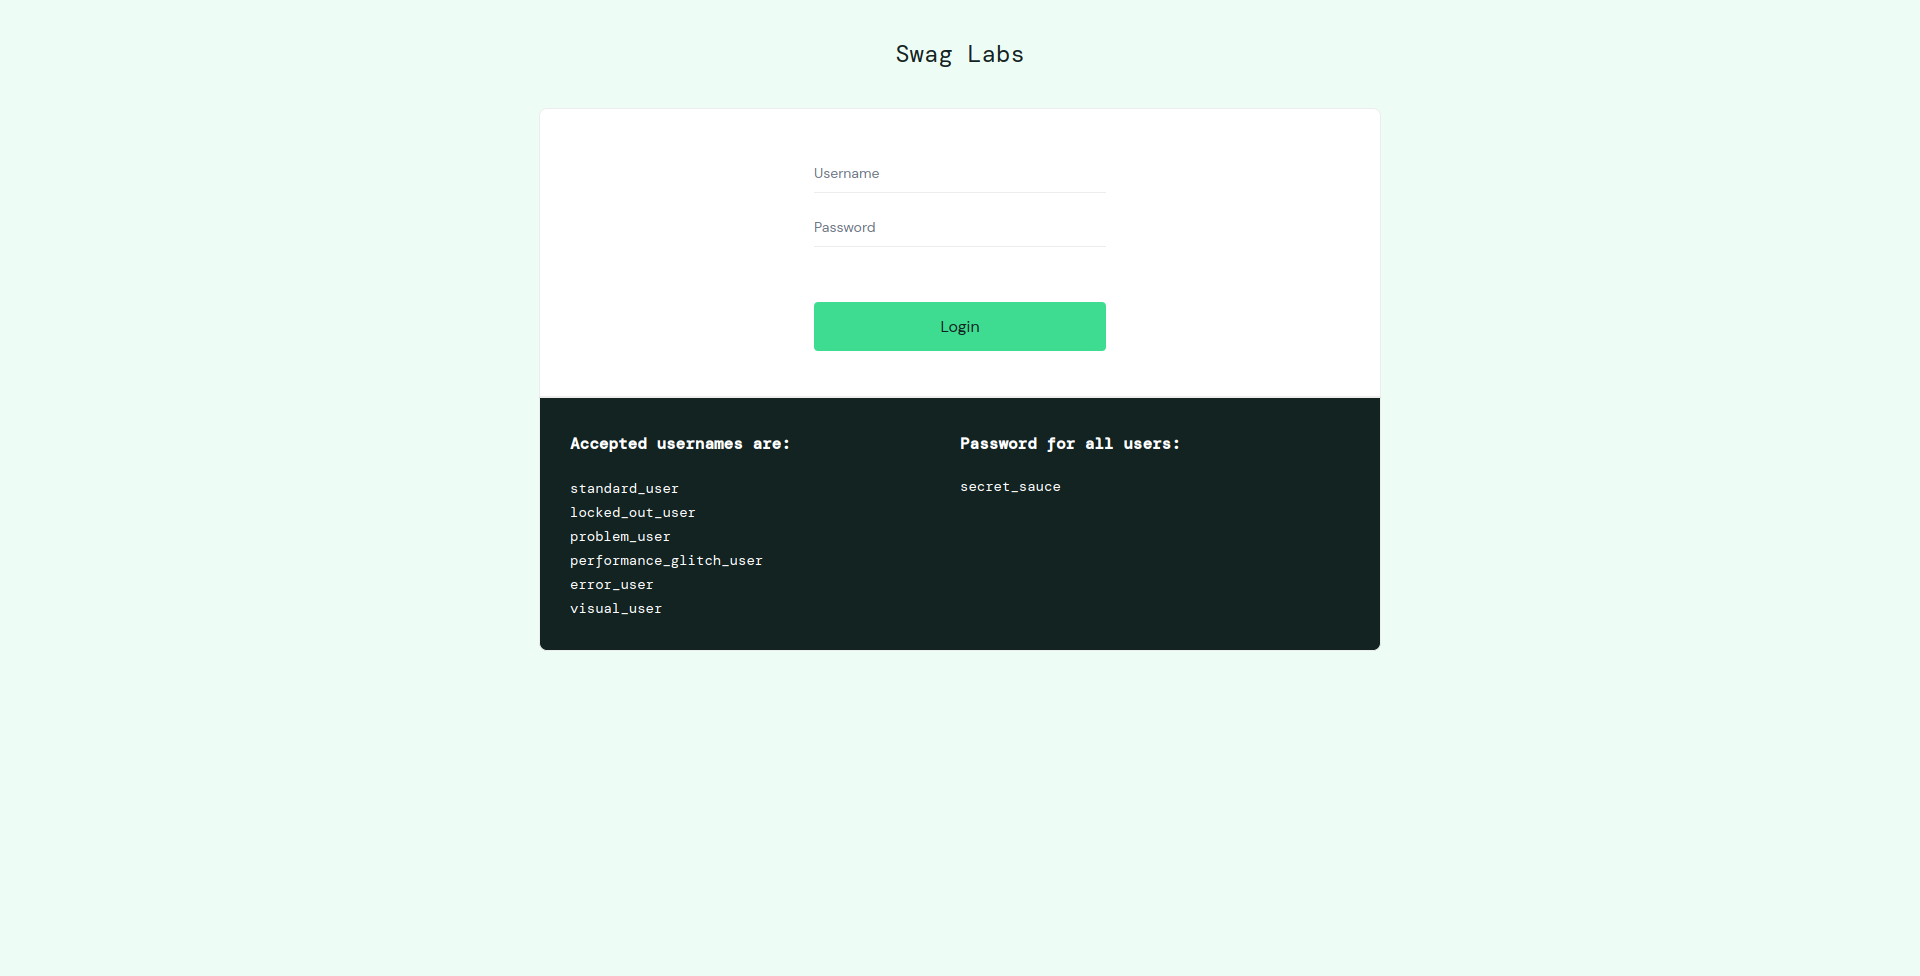 Swag Labs
Username
Password
Login
Accepted usernames are:
standard_user
locked_out_user
problem_user
performance_glitch_user
error_user
visual_user
Password for all users:
secret_sauce